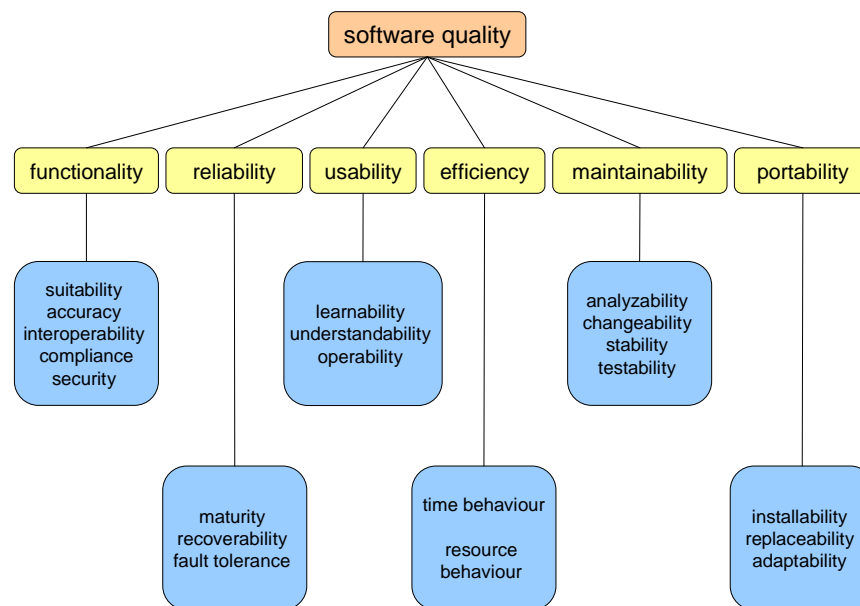 software quality
functionality
reliability
usability
efficiency
maintainability
portability
suitability
accuracy
interoperability
compliance
security
learnability
understandability
operability
analyzability
changeability
stability
testability
maturity
recoverability
fault tolerance
time behaviour
resource
behaviour
installability
replaceability
adaptability